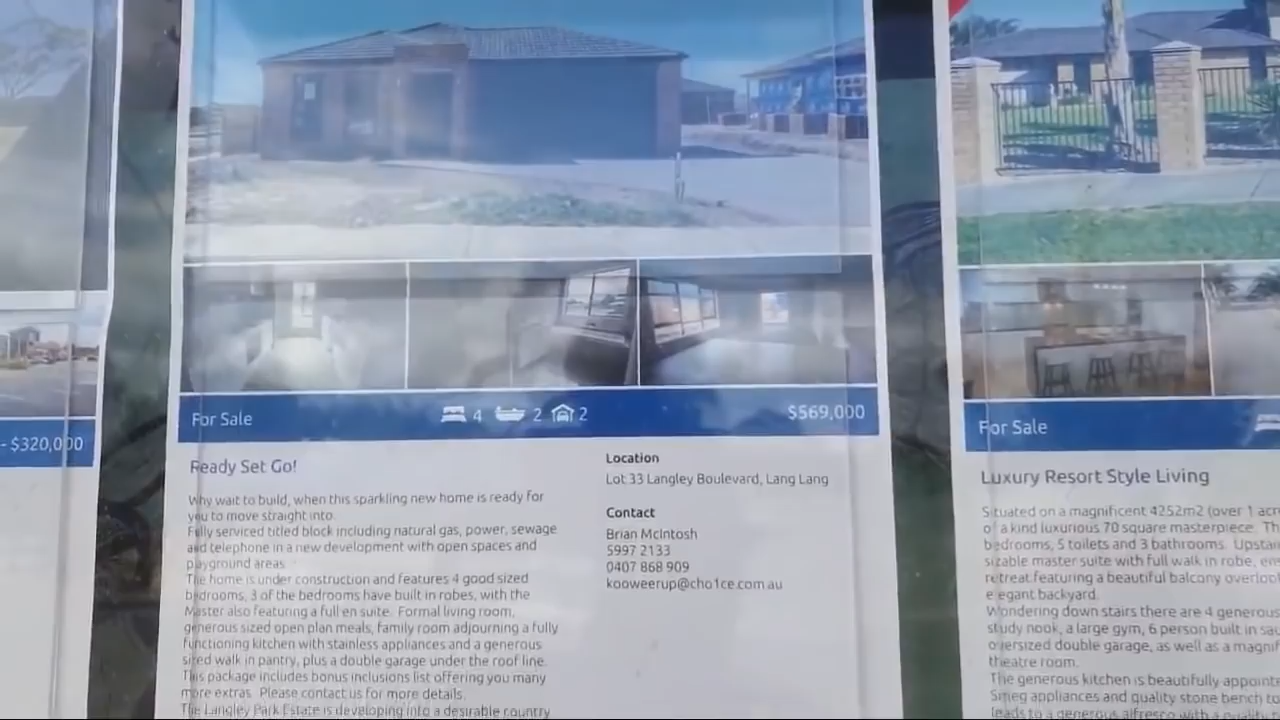 - $320,000
For Sale 4 2 2 $569,000
Ready Set Go!
Why wait to build, when this sparkling new home is ready for
you to move straight into.
Fully serviced titled block including natural gas, power, sewage
and telephone in a new development with open spaces and
playground areas.
The home is under construction and features 4 good sized
bedrooms, 3 of the bedrooms have built in robes, with the
Master also featuring a full en suite. Formal living room,
generous sized open plan meals, family room adjourning a fully
functioning kitchen with stainless appliances and a generous
sized walk in pantry, plus a double garage under the roof line.
This package includes bonus inclusions list offering you many
more extras. Please contact us for more details.
The Langley Park Estate is developing into a desirable country
Location
Lot 33 Langley Boulevard, Lang Lang
Contact
Brian McIntosh
5997 2133
0407 868 909
kooweerup@cho1ce.com.au
For Sale
Luxury Resort Style Living
Situated on a magnificent 4252m2 (over 1 acr
of a kind luxurious 70 square masterpiece. Th
bedrooms, 5 toilets and 3 bathrooms. Upstair
sizable master suite with full walk in robe, en
retreat featuring a beautiful balcony overloo
elegant backyard.
Wondering down stairs there are 4 generous
study nook, a large gym, 6 person built in sa
oversized double garage, as well as a magni
theatre room.
The generous kitchen is beautifully appointe
Smeg appliances and quality stone bench to
leads to a generous alfresco with a quality